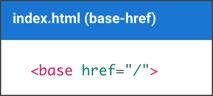 index.html (base-href)
<base href="/">